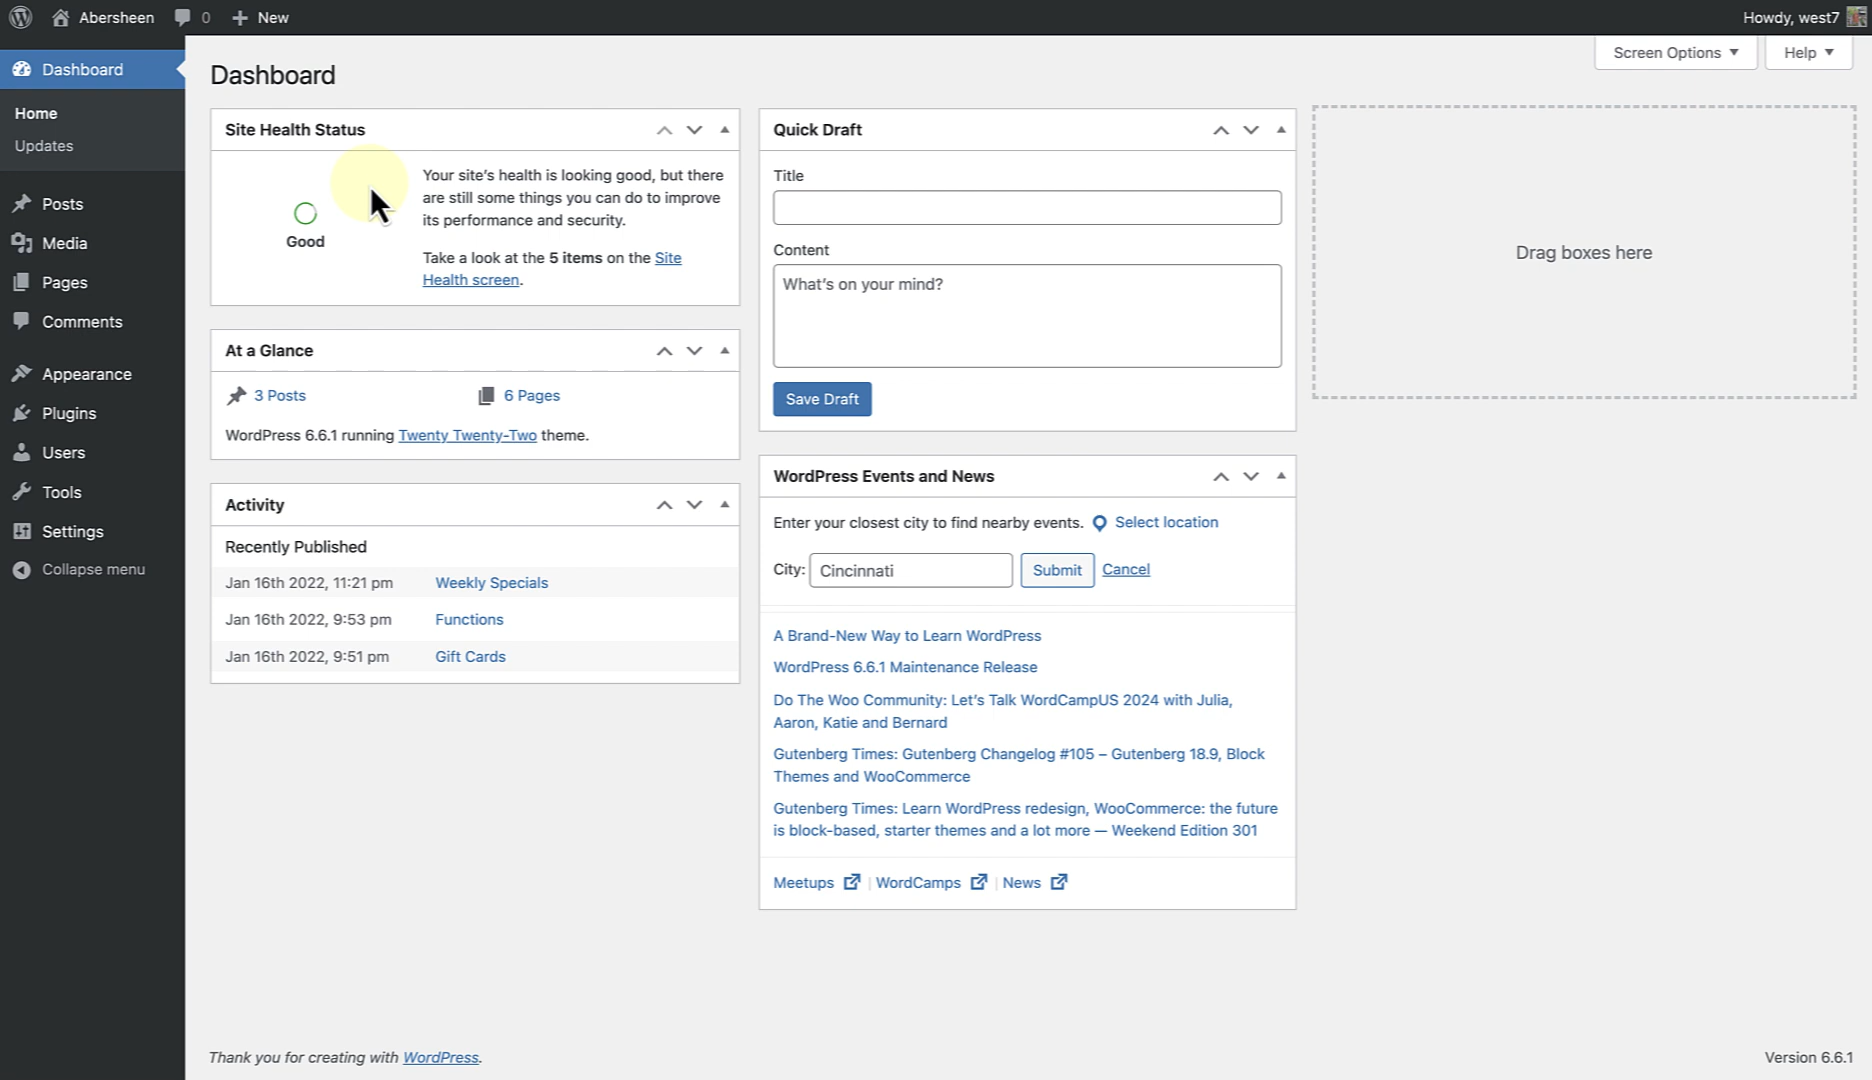 Abersheen 0 New Howdy, west7
Screen Options Help
Dashboard
Home
Updates
Posts
Media
Pages
Comments
Appearance
Plugins
Users
Tools
Settings
Collapse menu
Dashboard
Site Health Status
Good
Your site's health is looking good, but there
are still some things you can do to improve
its performance and security.
Take a look at the 5 items on the Site
Health screen.
At a Glance
3 Posts 6 Pages
WordPress 6.6.1 running Twenty Twenty-Two theme.
Activity
Recently Published
Jan 16th 2022, 11:21 pm Weekly Specials
Jan 16th 2022, 9:53 pm Functions
Jan 16th 2022, 9:51 pm Gift Cards
Quick Draft
Title
Content
What's on your mind?
Save Draft
WordPress Events and News
Enter your closest city to find nearby events. Select location
City: Cincinnati Submit Cancel
A Brand-New Way to Learn WordPress
WordPress 6.6.1 Maintenance Release
Do The Woo Community: Let's Talk WordCampUS 2024 with Julia,
Aaron, Katie and Bernard
Gutenberg Times: Gutenberg Changelog #105 – Gutenberg 18.9, Block
Themes and WooCommerce
Gutenberg Times: Learn WordPress redesign, WooCommerce: the future
is block-based, starter themes and a lot more — Weekend Edition 301
Meetups | WordCamps | News
Drag boxes here
Thank you for creating with WordPress.
Version 6.6.1